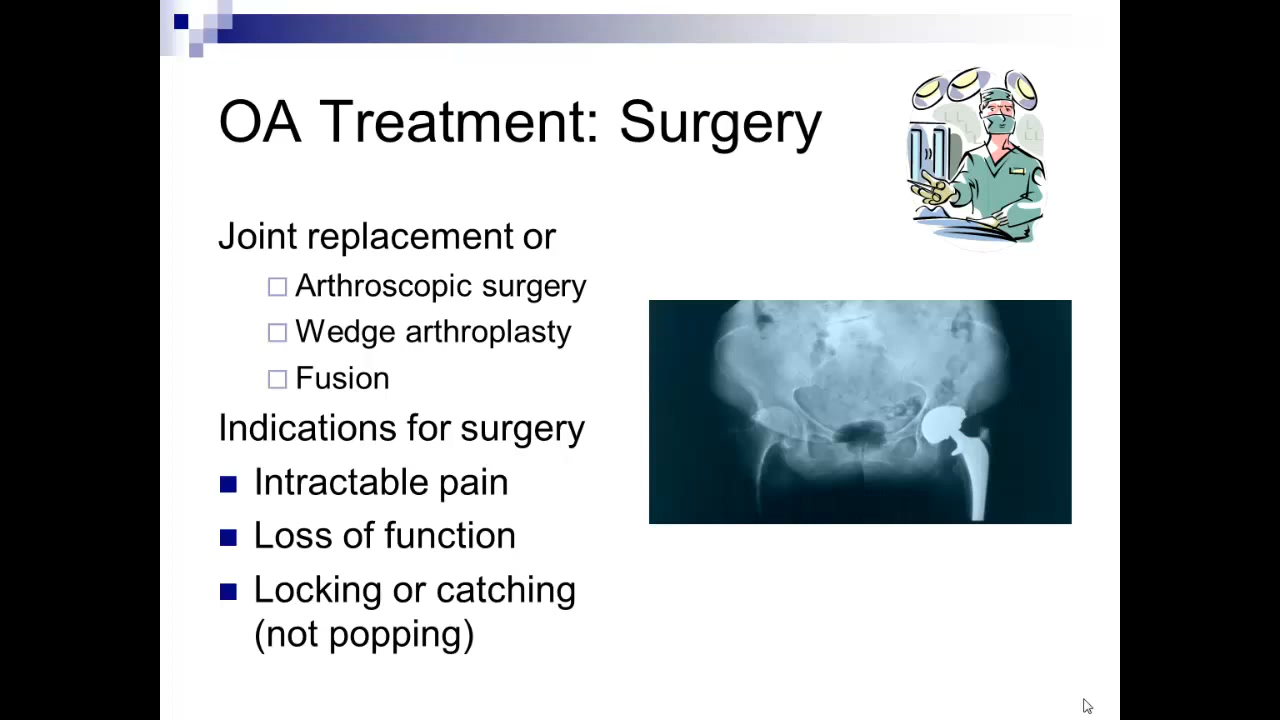 OA Treatment: Surgery
Joint replacement or
Arthroscopic surgery
Wedge arthroplasty
Fusion
Indications for surgery
Intractable pain
Loss of function
Locking or catching
(not popping)